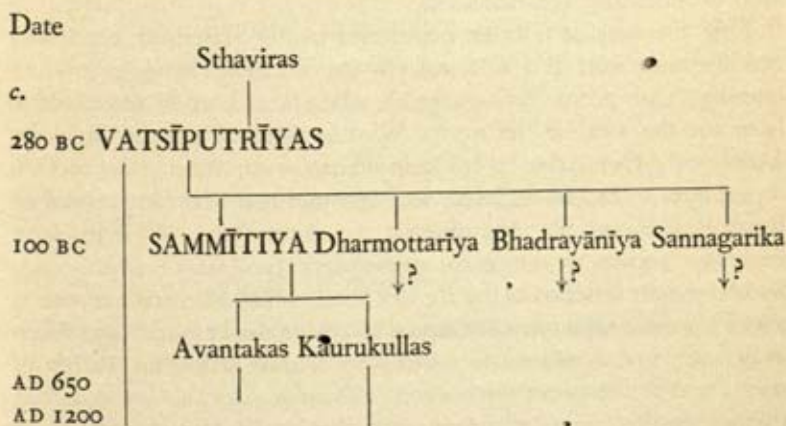 Date
Sthaviras
c.
280 BC VATSĪPUTRĪYAS
100 BC SAMMĪTIYA Dharmottarīya Bhadrayānīya Sannagarika
? ? ?
Avantakas Kaurukullas
AD 650
AD 1200